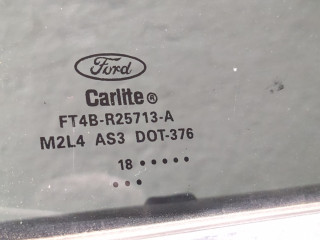 Ford
Carlite®
FT4B-R25713-A
M2L4 AS3 DOT-376
18 •••••
•••